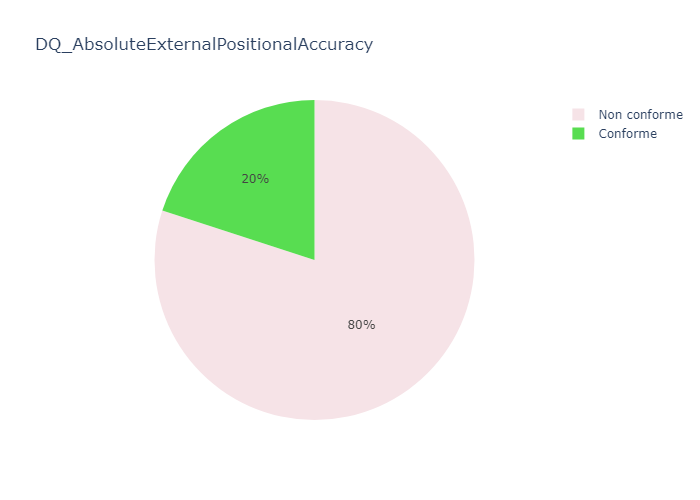 DQ_AbsoluteExternalPositionalAccuracy
Non conforme
Conforme
20%
80%